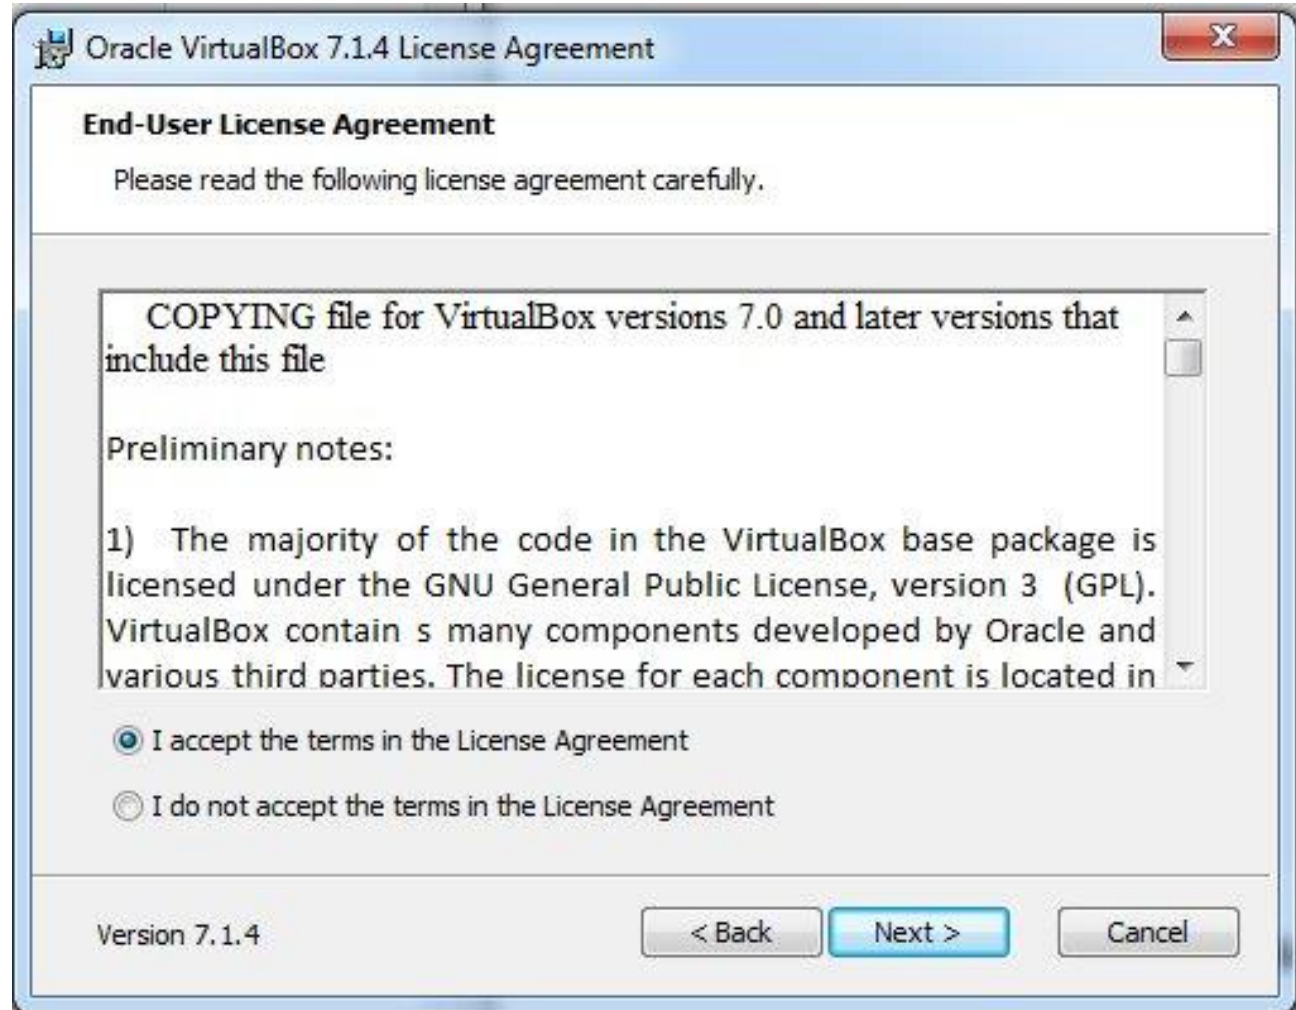 Oracle VirtualBox 7.1.4 License Agreement
End-User License Agreement
Please read the following license agreement carefully.
COPYING file for VirtualBox versions 7.0 and later versions that
include this file
Preliminary notes:
1) The majority of the code in the VirtualBox base package is
licensed under the GNU General Public License, version 3 (GPL).
VirtualBox contain s many components developed by Oracle and
various third parties. The license for each component is located in
I accept the terms in the License Agreement
I do not accept the terms in the License Agreement
Version 7.1.4
< Back
Next >
Cancel